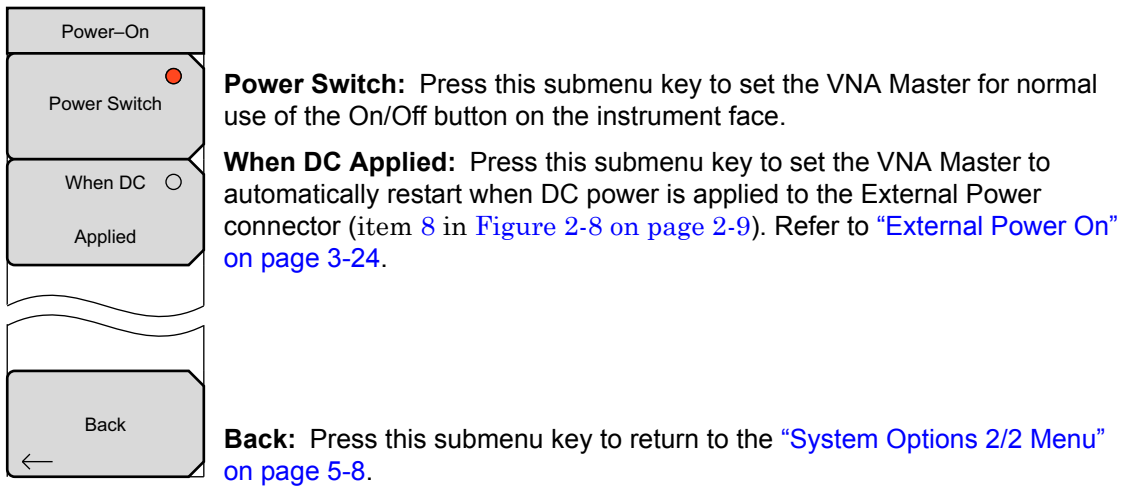 Power–On
Power Switch
When DC
Applied
Back
Power Switch: Press this submenu key to set the VNA Master for normal
use of the On/Off button on the instrument face.
When DC Applied: Press this submenu key to set the VNA Master to
automatically restart when DC power is applied to the External Power
connector (item 8 in Figure 2-8 on page 2-9). Refer to “External Power On”
on page 3-24.
Back: Press this submenu key to return to the “System Options 2/2 Menu”
on page 5-8.